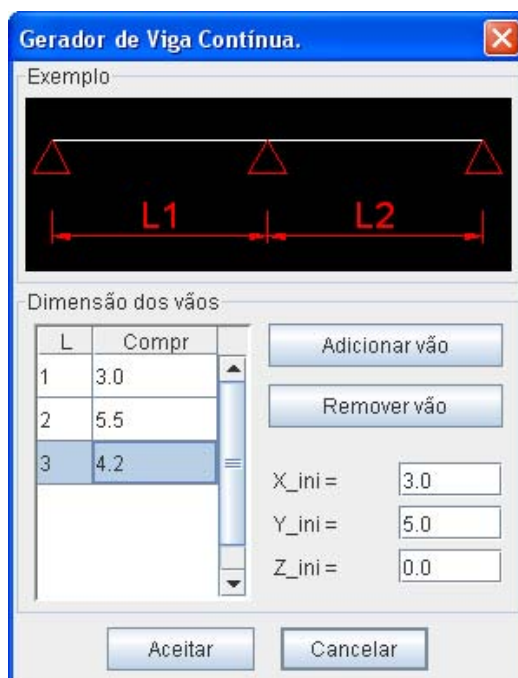 Gerador de Viga Contínua.
Exemplo
L1 L2
Dimensão dos vãos
L Compr
1 3.0
2 5.5
3 4.2
Adicionar vão
Remover vão
X_ini = 3.0
Y_ini = 5.0
Z_ini = 0.0
Aceitar Cancelar